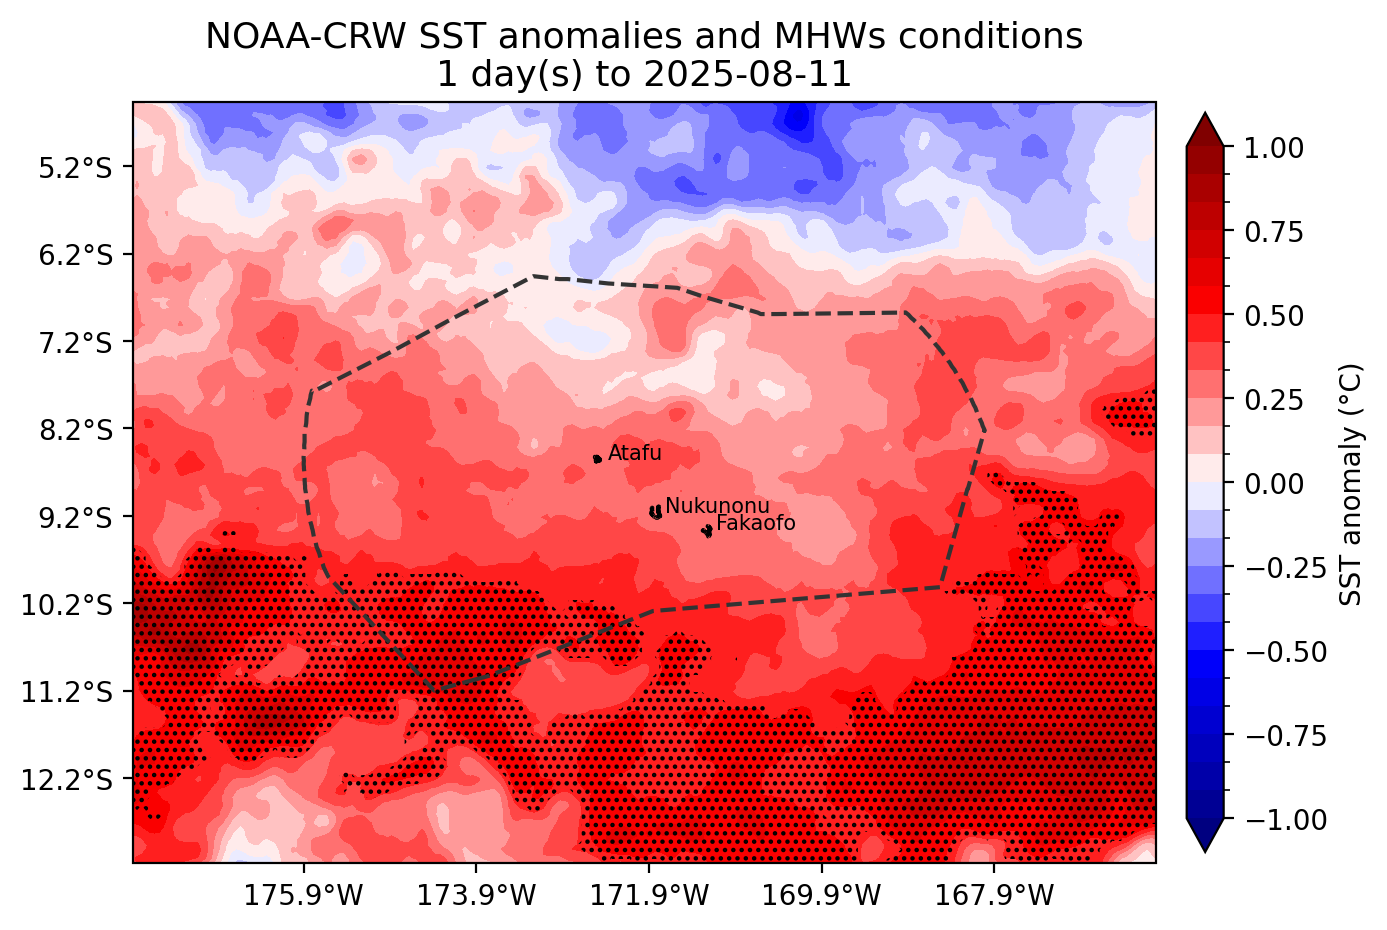 NOAA-CRW SST anomalies and MHWs conditions
1 day(s) to 2025-08-11
5.2°S
6.2°S
7.2°S
8.2°S
9.2°S
10.2°S
11.2°S
12.2°S
Atafu
Nukunonu
Fakaofo
175.9°W
173.9°W
171.9°W
169.9°W
167.9°W
1.00
0.75
0.50
0.25
0.00
−0.25
−0.50
−0.75
−1.00
SST anomaly (°C)